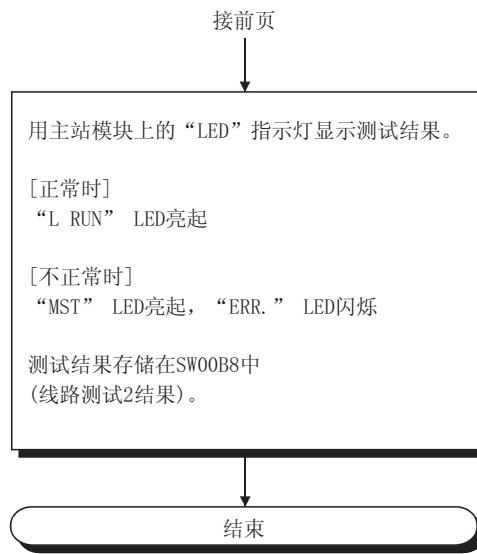 接前页
用主站模块上的“LED”指示灯显示测试结果。
[正常时]
“L RUN” LED亮起
[不正常时]
“MST” LED亮起，“ERR.” LED闪烁
测试结果存储在SW00B8中
(线路测试2结果)。
结束